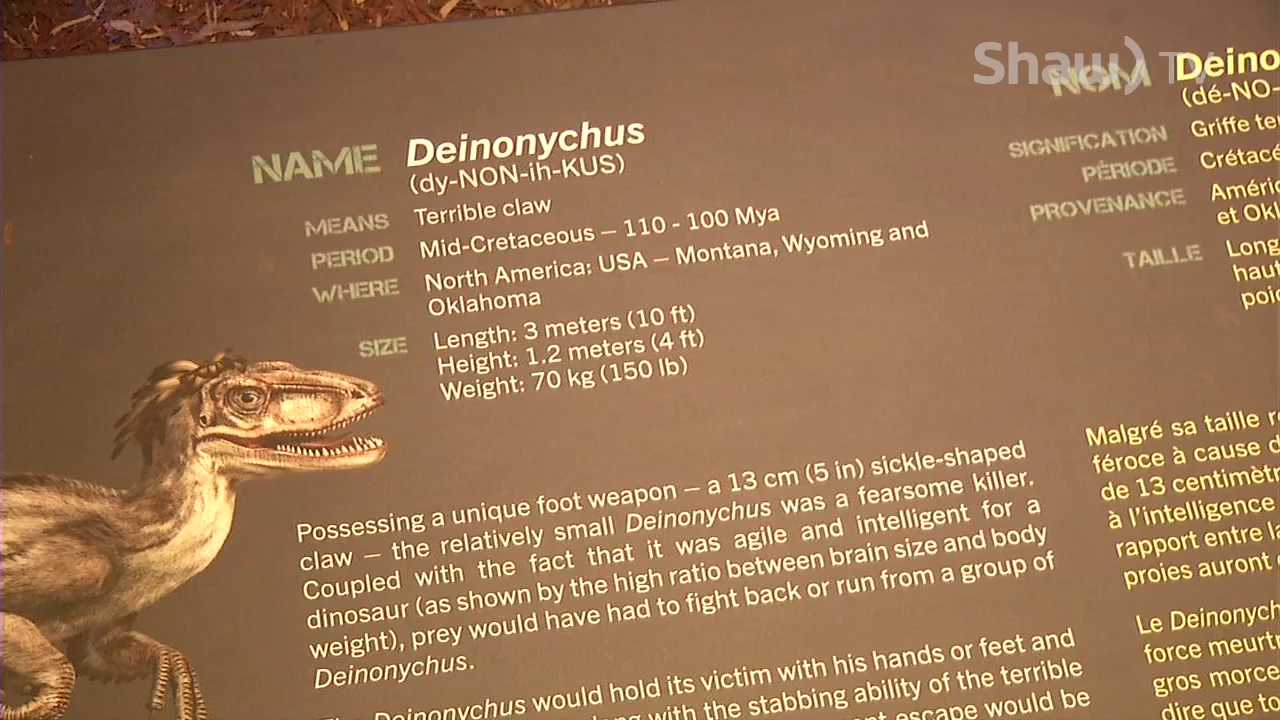 Shaw) TV
NAME Deinonychus
(dy-NON-ih-KUS)
MEANS Terrible claw
PERIOD Mid-Cretaceous – 110 - 100 Mya
WHERE North America: USA – Montana, Wyoming and
Oklahoma
SIZE Length: 3 meters (10 ft)
Height: 1.2 meters (4 ft)
Weight: 70 kg (150 lb)
Possessing a unique foot weapon – a 13 cm (5 in) sickle-shaped
claw – the relatively small Deinonychus was a fearsome killer.
Coupled with the fact that it was agile and intelligent for a
dinosaur (as shown by the high ratio between brain size and body
weight), prey would have had to fight back or run from a group of
Deinonychus.
Deinonychus would hold its victim with his hands or feet and
with the stabbing ability of the terrible
escape would be
NOM Deino
(dé-NO-
SIGNIFICATION Griffe te
PÉRIODE Crétacé
PROVENANCE Améric
et Okl
TAILLE Long
haut
poid
Malgré sa taille r
féroce à cause d
de 13 centimètr
à l'intelligence
rapport entre la
proies auront
Le Deinonych
force meurtr
gros morce
dire que to